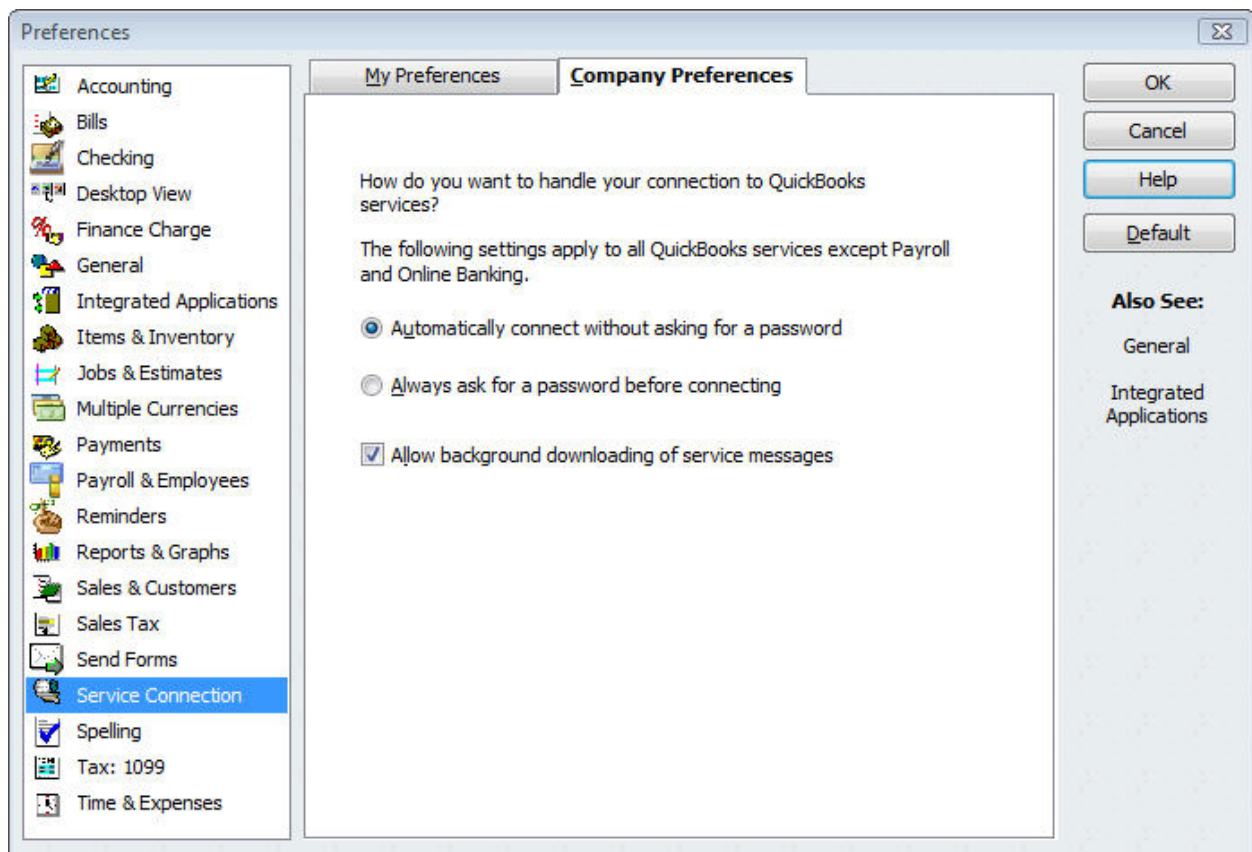 Preferences
Accounting
Bills
Checking
Desktop View
Finance Charge
General
Integrated Applications
Items & Inventory
Jobs & Estimates
Multiple Currencies
Payments
Payroll & Employees
Reminders
Reports & Graphs
Sales & Customers
Sales Tax
Send Forms
Service Connection
Spelling
Tax: 1099
Time & Expenses
My Preferences
Company Preferences
How do you want to handle your connection to QuickBooks
services?
The following settings apply to all QuickBooks services except Payroll
and Online Banking.
Automatically connect without asking for a password
Always ask for a password before connecting
Allow background downloading of service messages
OK
Cancel
Help
Default
Also See:
General
Integrated
Applications